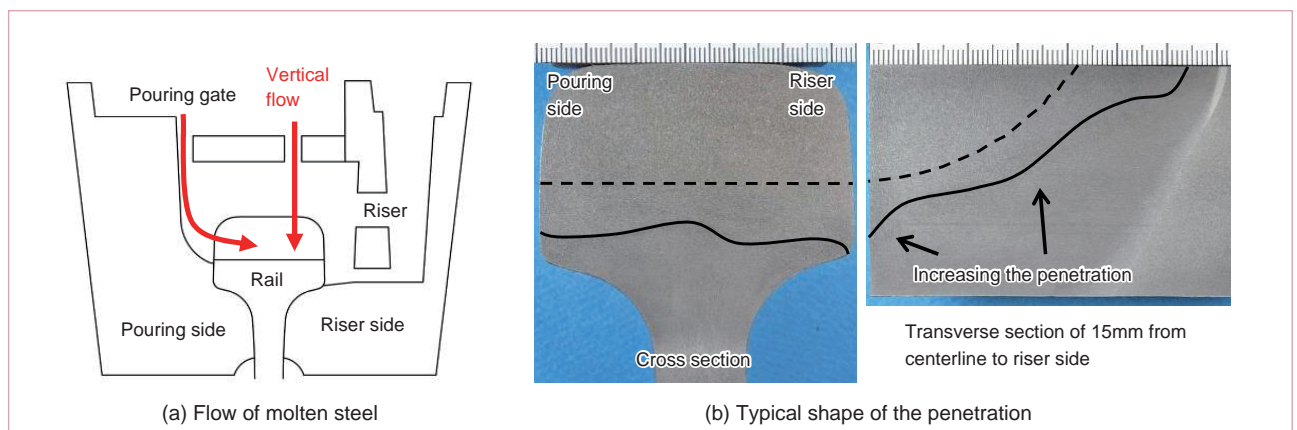 Pouring gate
Vertical
flow
Riser
Rail
Pouring side
Riser side
(a) Flow of molten steel
Pouring
side
Riser
side
Cross section
Increasing the penetration
Transverse section of 15mm from
centerline to riser side
(b) Typical shape of the penetration